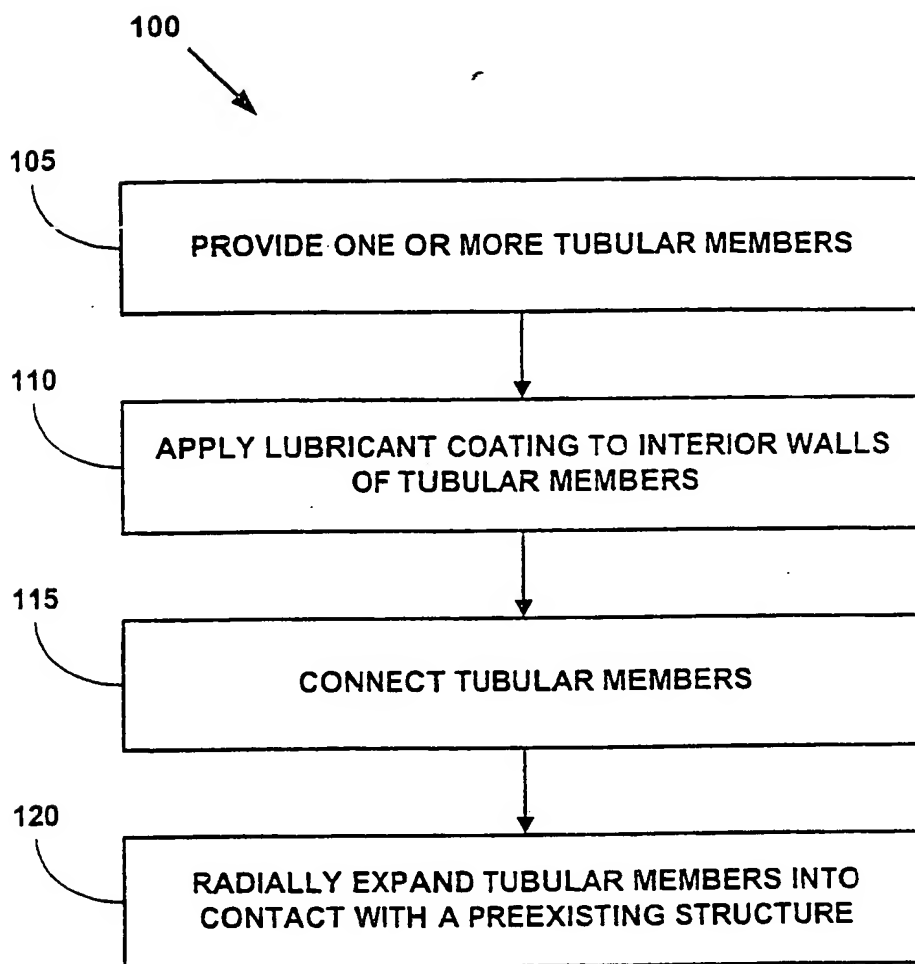 100
105
PROVIDE ONE OR MORE TUBULAR MEMBERS
110
APPLY LUBRICANT COATING TO INTERIOR WALLS
OF TUBULAR MEMBERS
115
CONNECT TUBULAR MEMBERS
120
RADIALLY EXPAND TUBULAR MEMBERS INTO
CONTACT WITH A PREEXISTING STRUCTURE